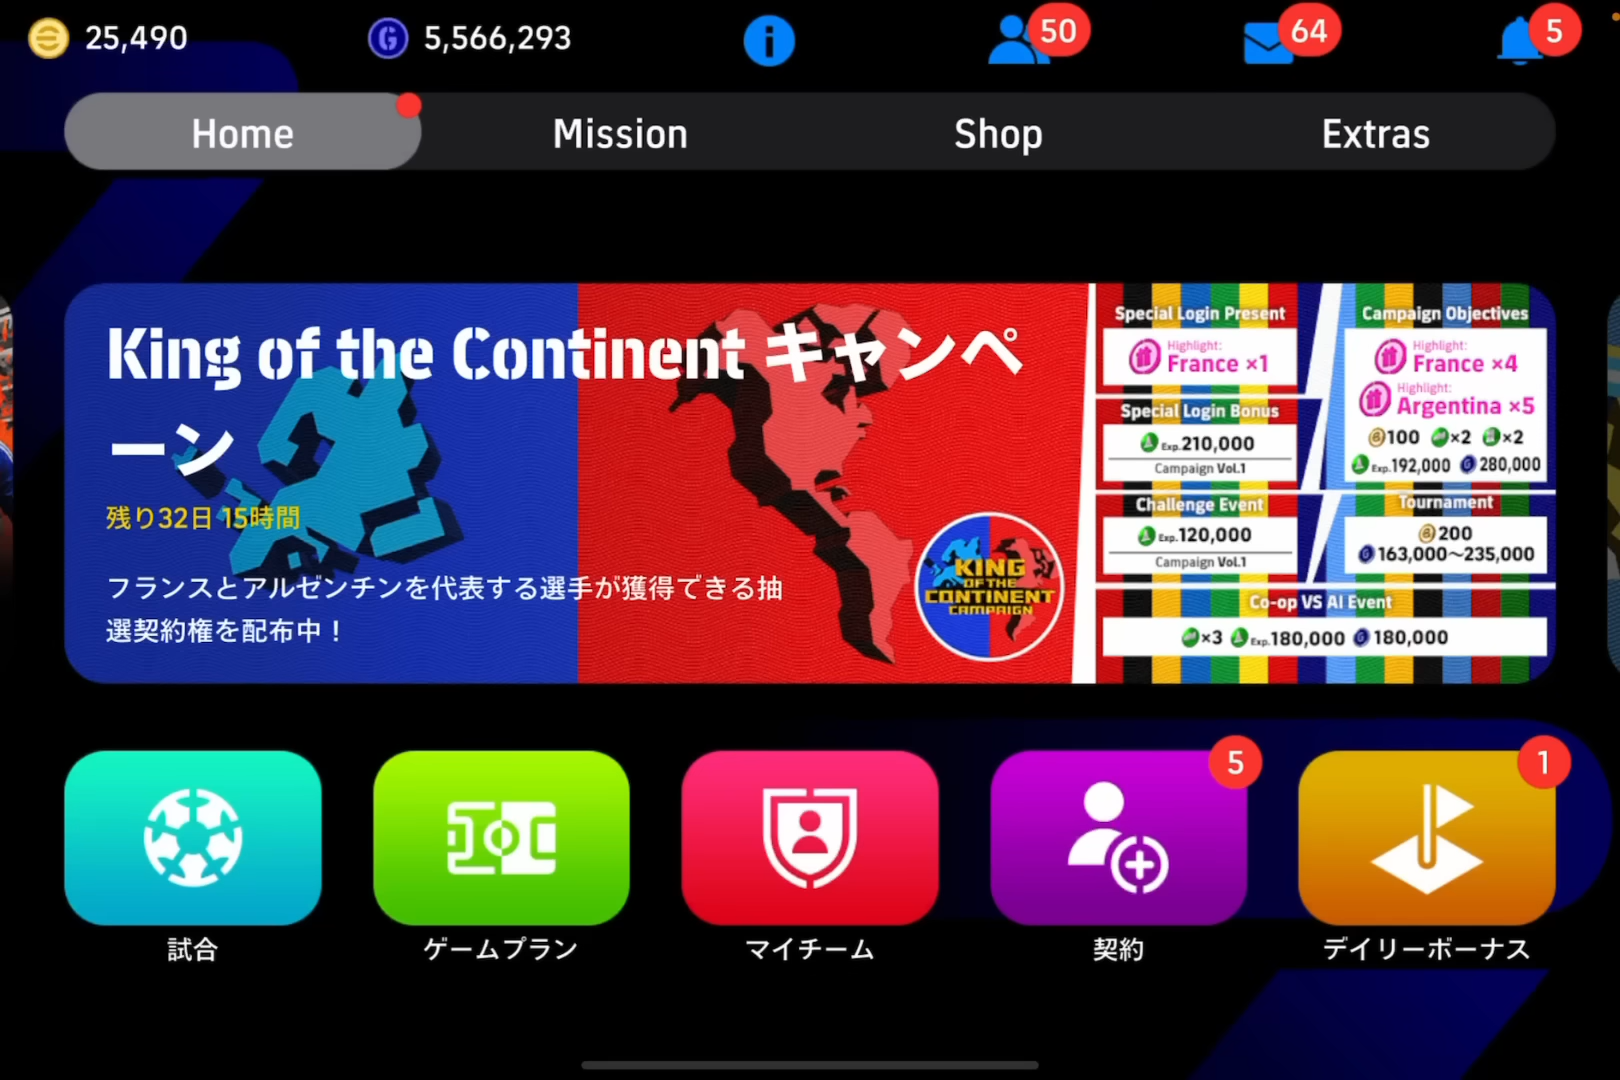 25,490
5,566,293
50
64
5
Home
Mission
Shop
Extras
King of the Continent キャンペ
ーン
残り32日 15時間
フランスとアルゼンチンを代表する選手が獲得できる抽
選契約権を配布中！
KING
OF THE
CONTINENT
CAMPAIGN
Special Login Present
Highlight:
France ×1
Special Login Bonus
Exp.210,000
Campaign Vol.1
Challenge Event
Exp.120,000
Campaign Vol.1
Campaign Objectives
Highlight:
France ×4
Highlight:
Argentina ×5
100 ×2 ×2
Exp.192,000 280,000
Tournament
200
163,000~235,000
Co-op VS AI Event
×3 Exp.180,000 180,000
5
1
試合
ゲームプラン
マイチーム
契約
デイリーボーナス